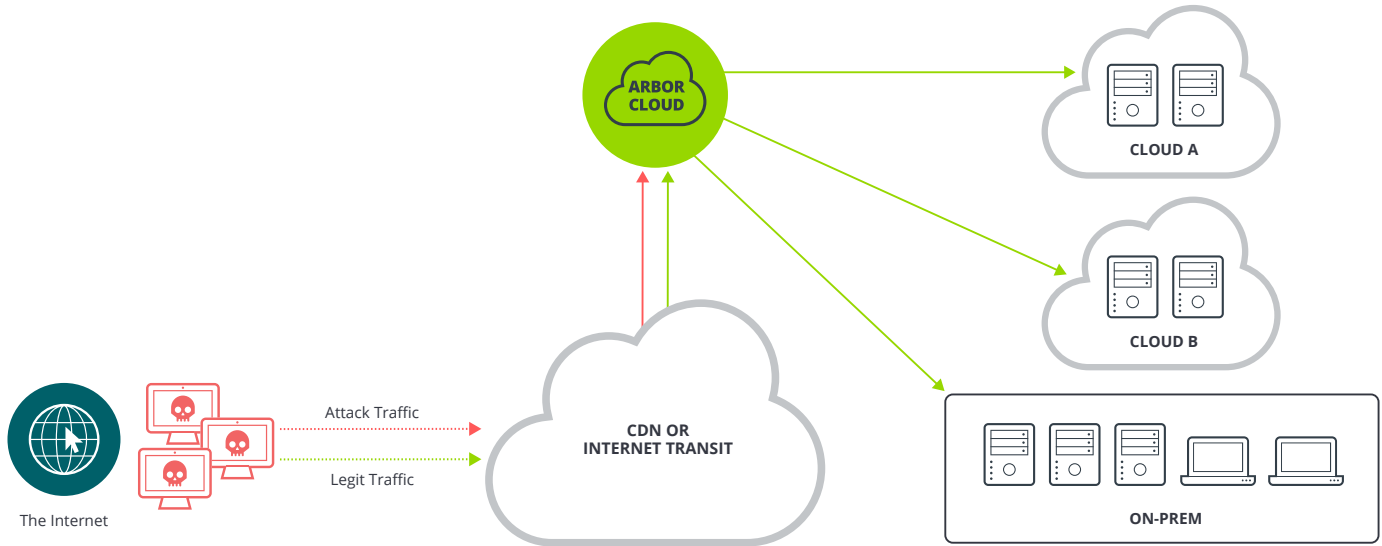 ARBOR
CLOUD
CLOUD A
CLOUD B
Attack Traffic
CDN OR
INTERNET TRANSIT
Legit Traffic
The Internet
ON-PREM